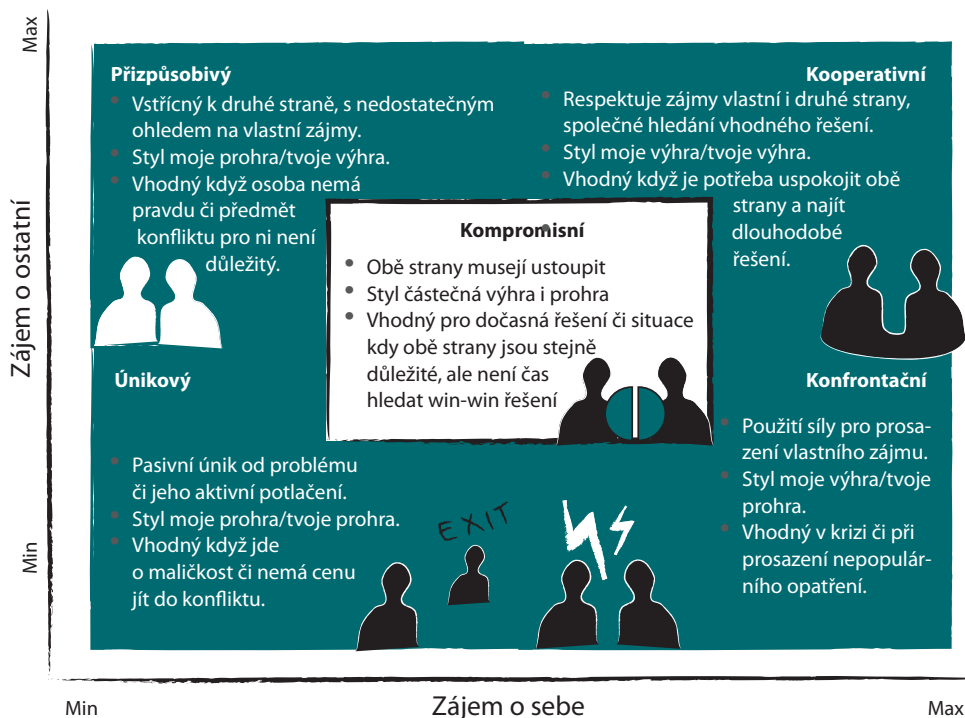 Max
Zájem o ostatní
Min
Přizpůsobivý
• Vstřícný k druhé straně, s nedostatečným
ohledem na vlastní zájmy.
• Styl moje prohra/tvoje výhra.
• Vhodný když osoba nemá
pravdu či předmět
konfliktu pro ni není
důležitý.
Kooperativní
• Respektuje zájmy vlastní i druhé strany,
společné hledání vhodného řešení.
• Styl moje výhra/tvoje výhra.
• Vhodný když je potřeba uspokojit obě
strany a najít
dlouhodobé
řešení.
Kompromisní
• Obě strany musejí ustoupit
• Styl částečná výhra i prohra
• Vhodný pro dočasná řešení či situace
kdy obě strany jsou stejně
důležité, ale není čas
hledat win-win řešení
Únikový
• Pasivní únik od problému
či jeho aktivní potlačení.
• Styl moje prohra/tvoje prohra.
• Vhodný když jde
o maličkost či nemá cenu
jít do konfliktu.
EXIT
Konfrontační
• Použití síly pro prosa-
zení vlastního zájmu.
• Styl moje výhra/tvoje
prohra.
• Vhodný v krizi či při
prosazení nepopulár-
ního opatření.
Min
Zájem o sebe
Max